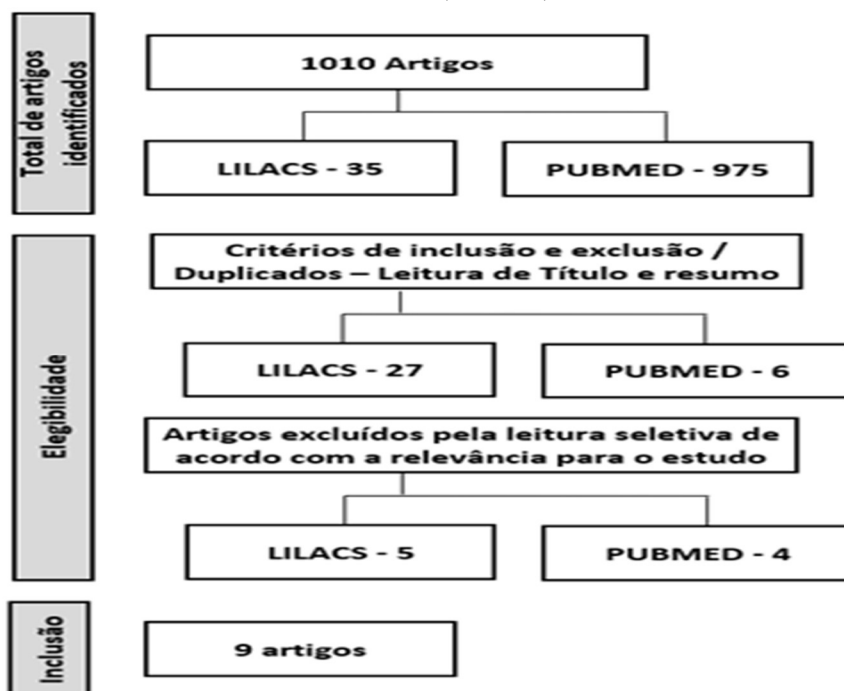 Total de artigos
identificados
1010 Artigos
LILACS - 35
PUBMED - 975
Elegibilidade
Critérios de inclusão e exclusão /
Duplicados – Leitura de Título e resumo
LILACS - 27
PUBMED - 6
Artigos excluídos pela leitura seletiva de
acordo com a relevância para o estudo
LILACS - 5
PUBMED - 4
Inclusão
9 artigos